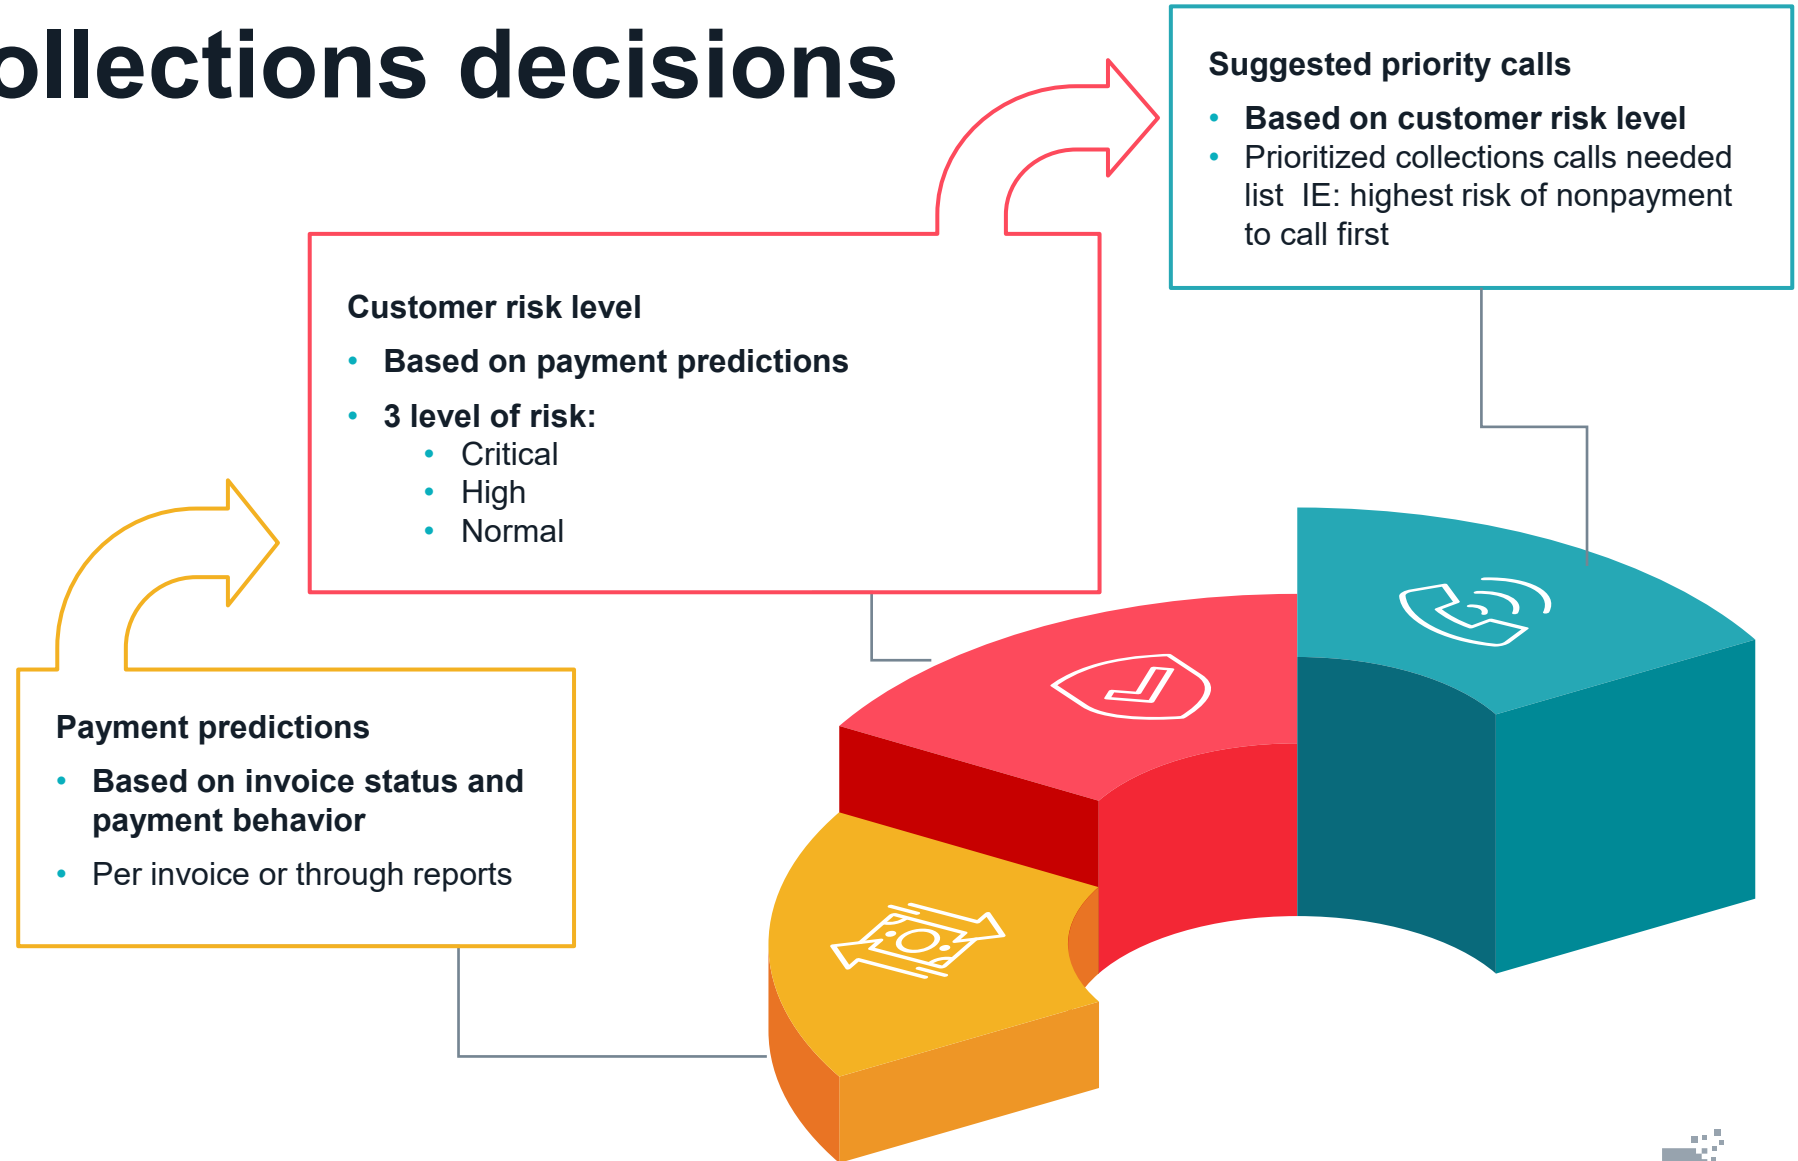 ollections decisions
Suggested priority calls
• Based on customer risk level
• Prioritized collections calls needed
list  IE: highest risk of nonpayment
to call first
Customer risk level
• Based on payment predictions
• 3 level of risk:
• Critical
• High
• Normal
Payment predictions
• Based on invoice status and
payment behavior
• Per invoice or through reports